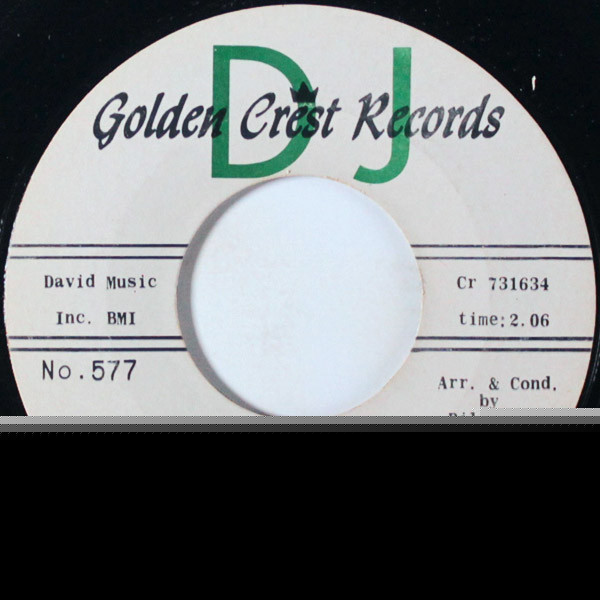 DJ
Golden Crest Records
David Music
Inc. BMI
Cr 731634
time:2.06
No.577
Arr. & Cond.
by